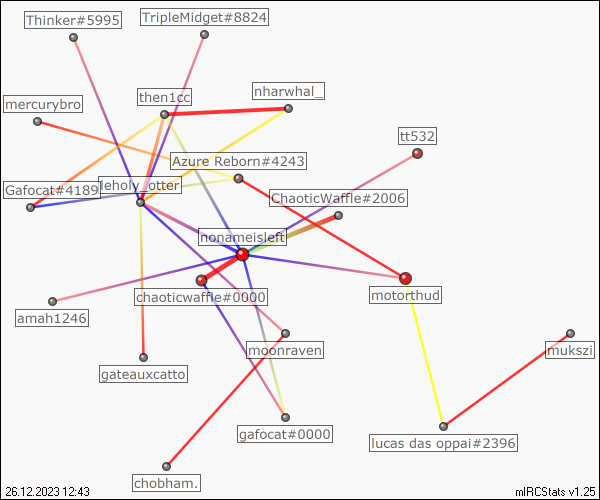 Thinker#5995
TripleMidget#8824
then1cc
nharwhal_
mercurybro
tt532
Azure Reborn#4243
Gafocat#4189
leholy_otter
ChaoticWaffle#2006
nonameisleft
chaoticwaffle#0000
motorthud
amah1246
moonraven
mukszi
gateauxcatto
gafocat#0000
lucas das oppai#2396
chobham.
26.12.2023 12:43
mIRCStats v1.25